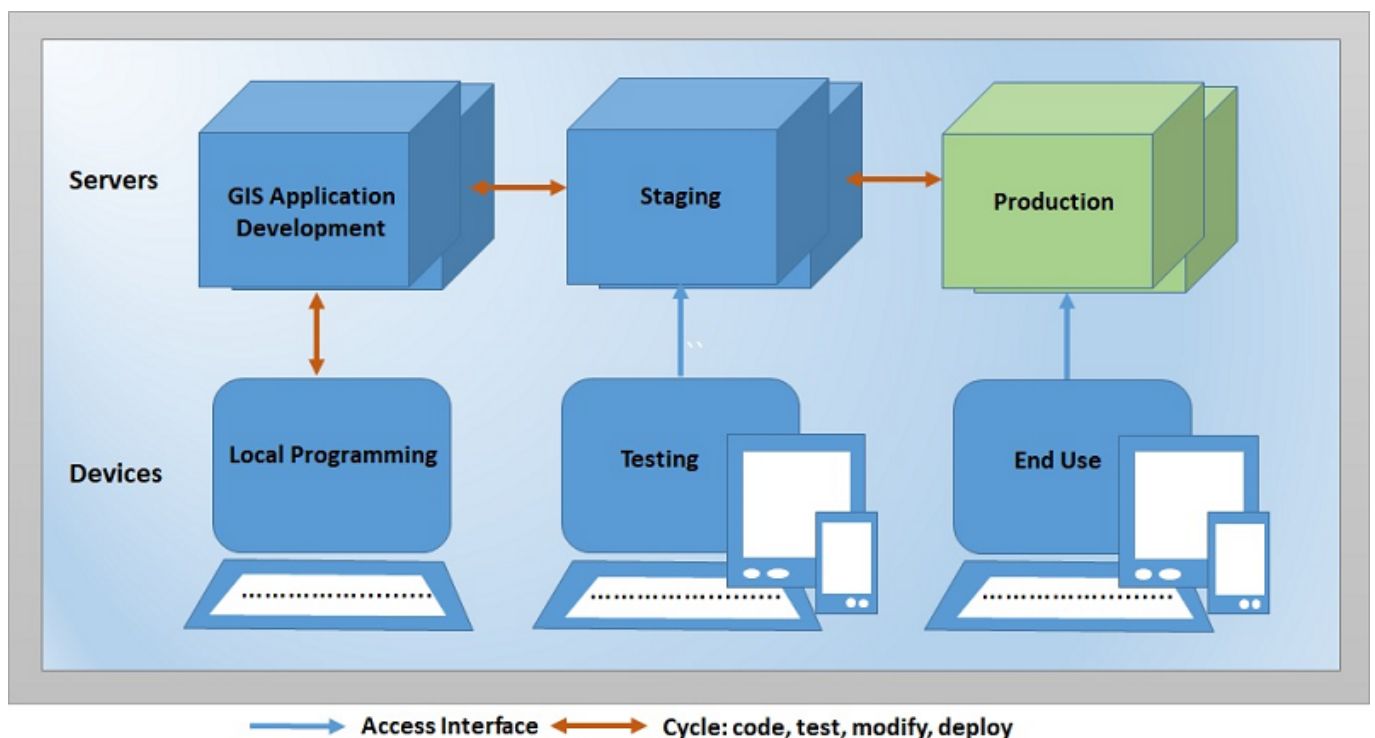 Servers
GIS Application
Development
Staging
Production
``
Devices
Local Programming
Testing
End Use
Access Interface
Cycle: code, test, modify, deploy